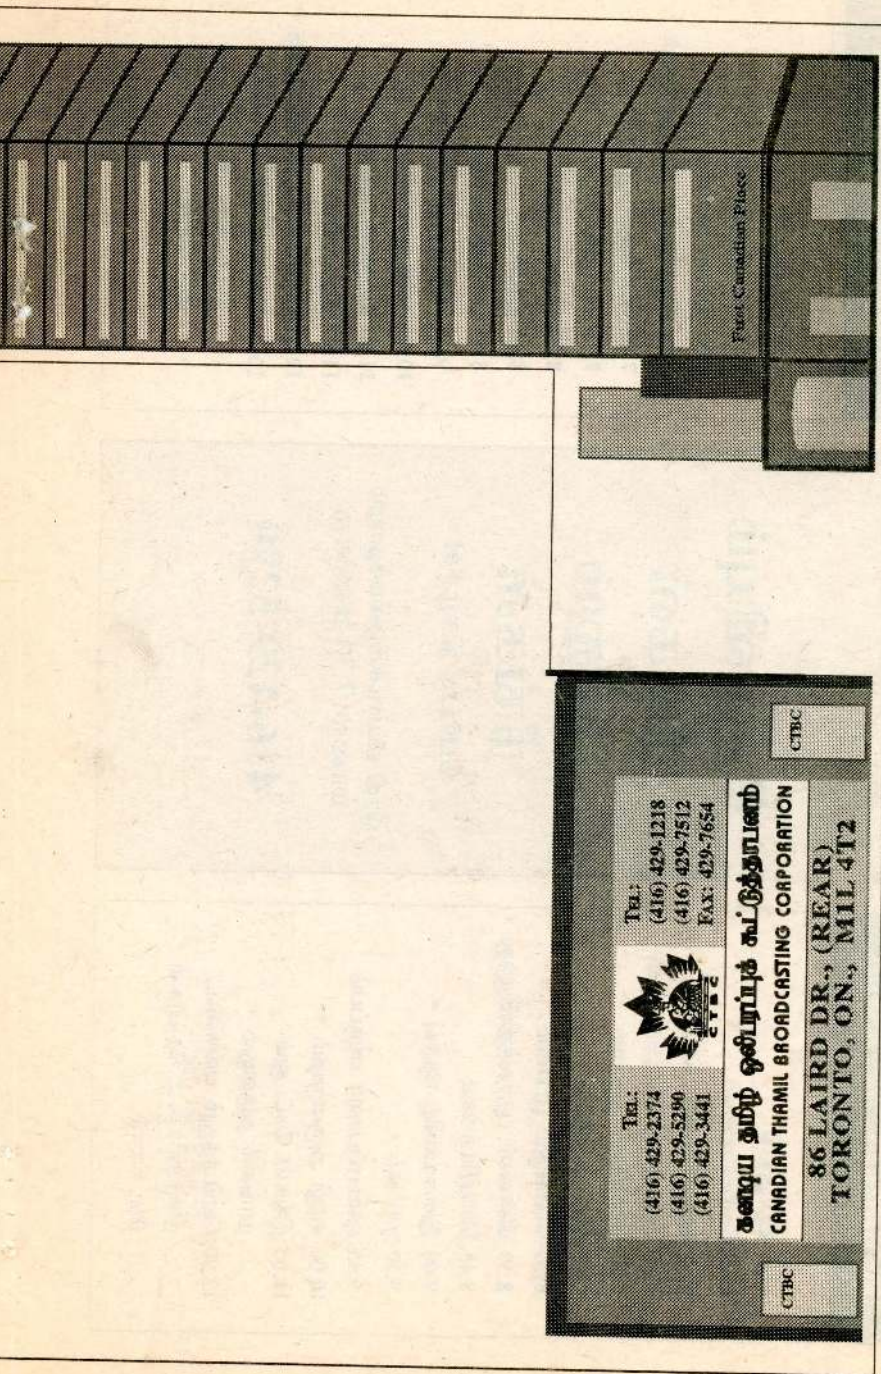 First Canadian Place
TEL:
(416) 429-2374
(416) 429-5290
(416) 429-3441
CTBC
TEL:
(416) 429-1218
(416) 429-7512
FAX: 429-7654
கனடிய தமிழ் ஒலிபரப்புக் கூட்டுத்தாபனம்
CANADIAN THAMIL BROADCASTING CORPORATION
CTBC
86 LAIRD DR., (REAR)
TORONTO, ON., M1L 4T2
CTBC